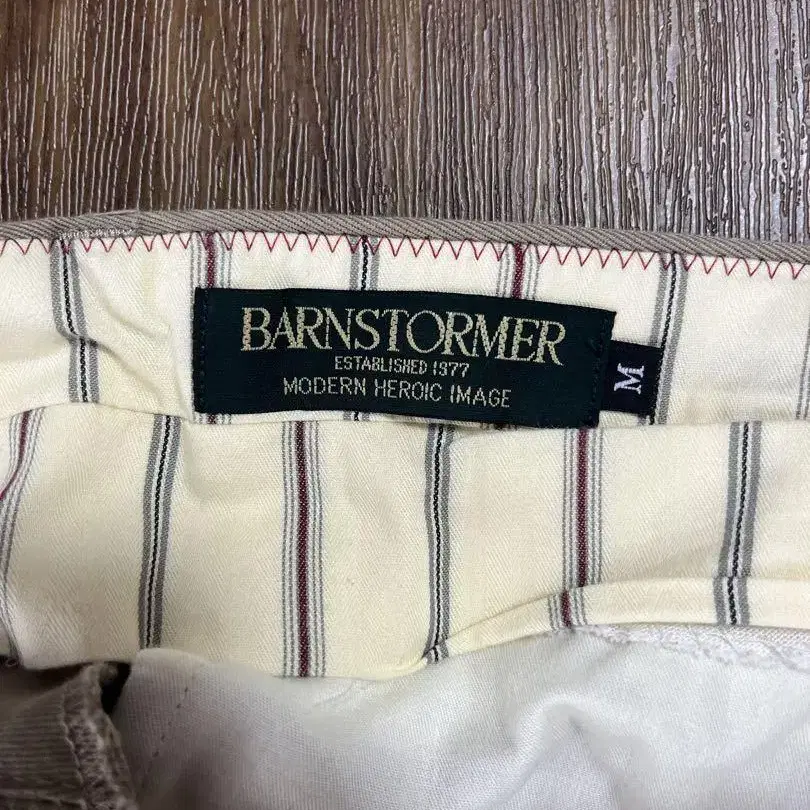 BARNSTORMER
ESTABLISHED 1977
MODERN HEROIC IMAGE
M